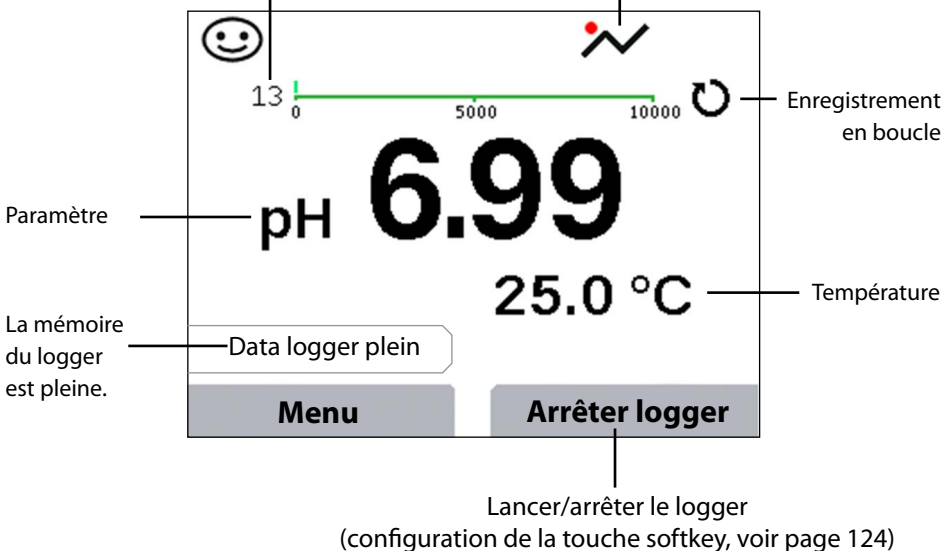 13
0 5000 10000
Enregistrement
en boucle
pH 6.99
Paramètre
25.0 °C
Température
La mémoire
du logger
est pleine.
Data logger plein
Menu
Arrêter logger
Lancer/arrêter le logger
(configuration de la touche softkey, voir page 124)